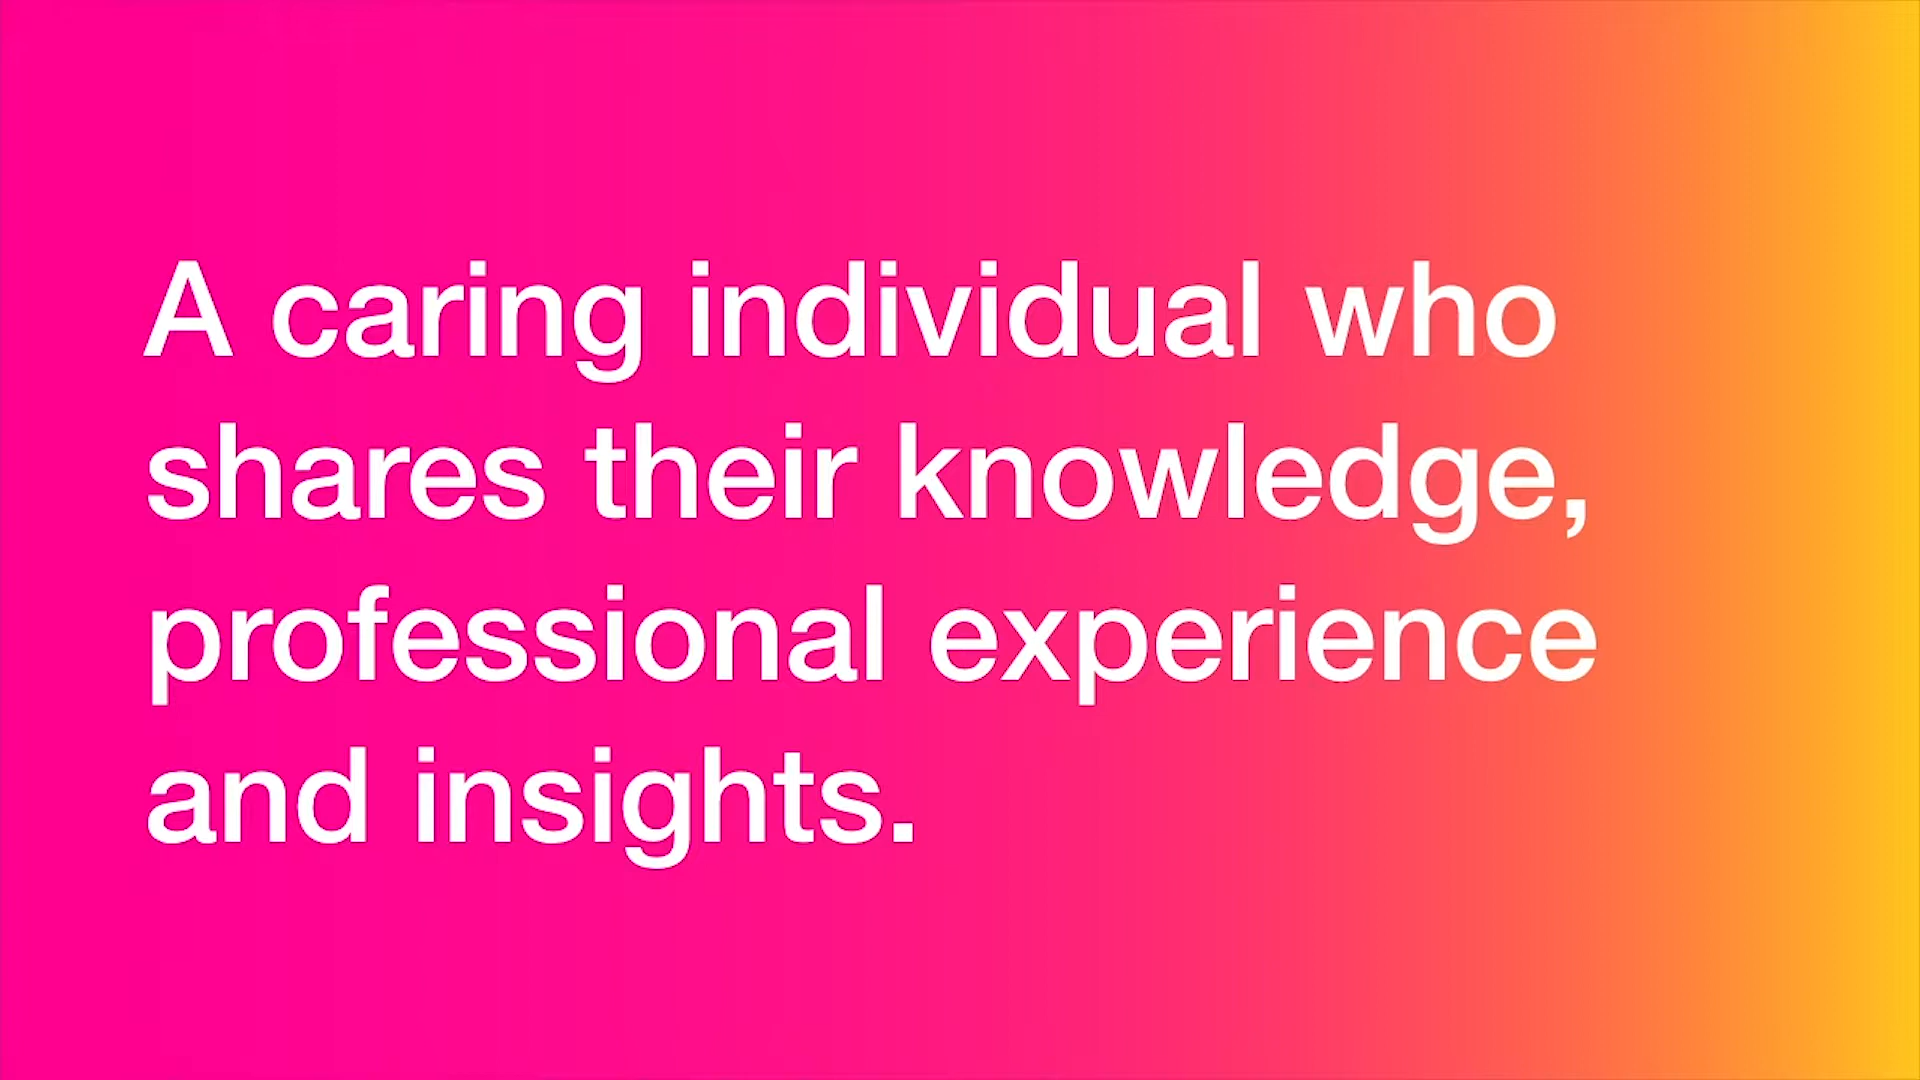 A caring individual who
shares their knowledge,
professional experience
and insights.